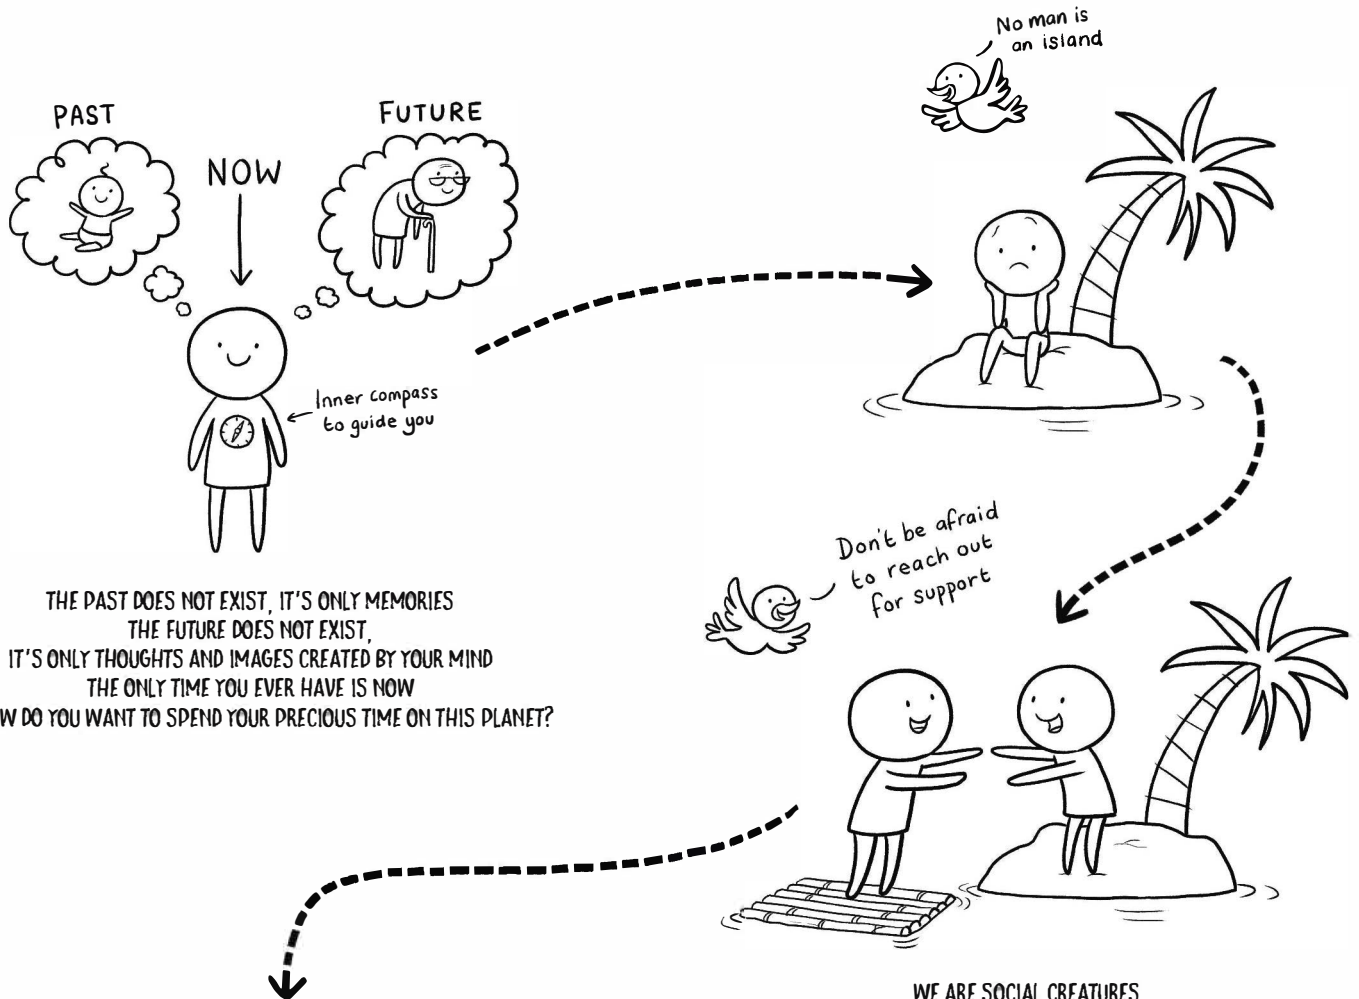 PAST
FUTURE
NOW
Inner compass
to guide you
THE PAST DOES NOT EXIST, IT'S ONLY MEMORIES
THE FUTURE DOES NOT EXIST,
IT'S ONLY THOUGHTS AND IMAGES CREATED BY YOUR MIND
THE ONLY TIME YOU EVER HAVE IS NOW
W DO YOU WANT TO SPEND YOUR PRECIOUS TIME ON THIS PLANET?
No man is
an island
Don't be afraid
to reach out
for support
WE ARE SOCIAL CREATURES